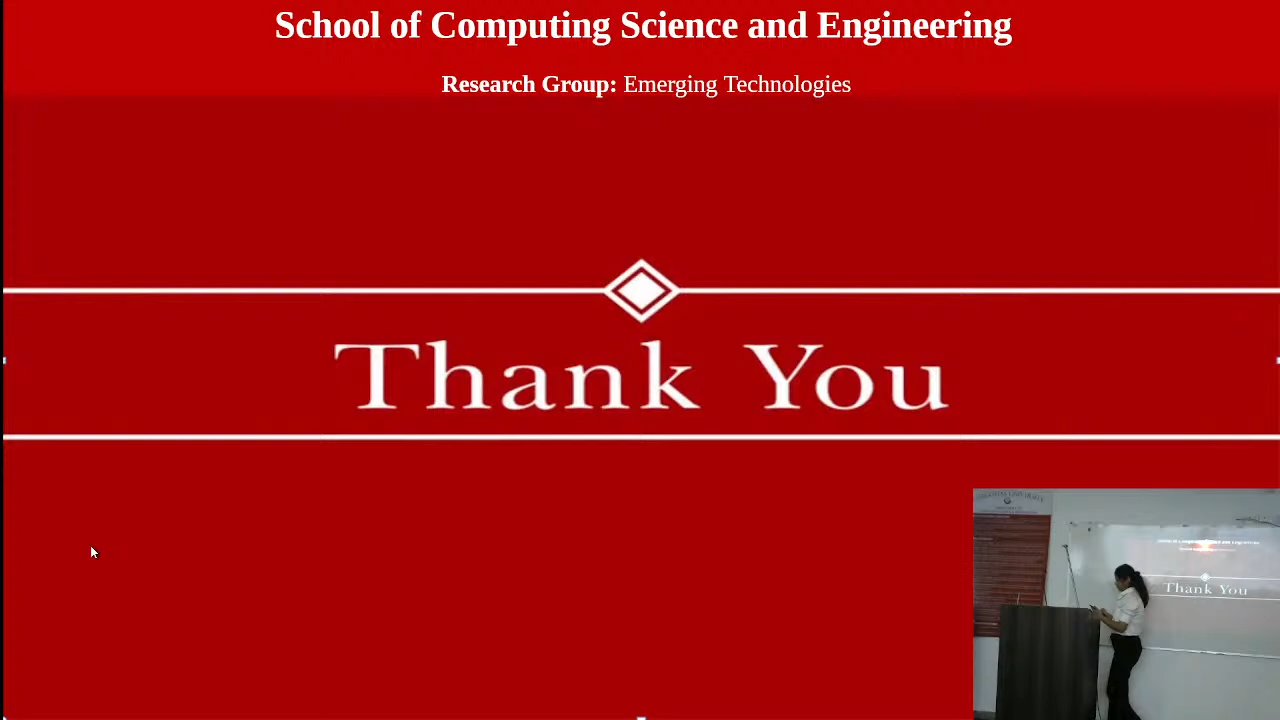 School of Computing Science and Engineering
Research Group: Emerging Technologies
Thank You
Thank You